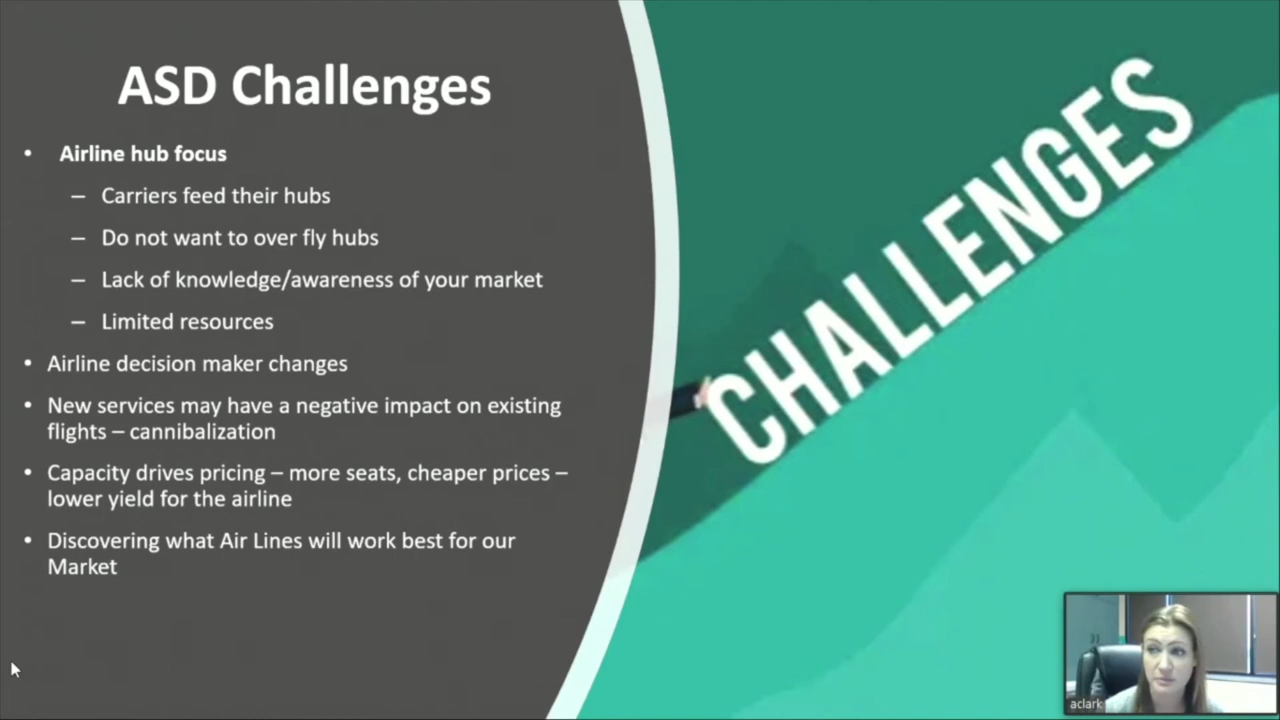 ASD Challenges
• Airline hub focus
– Carriers feed their hubs
– Do not want to over fly hubs
– Lack of knowledge/awareness of your market
– Limited resources
• Airline decision maker changes
• New services may have a negative impact on existing
flights – cannibalization
• Capacity drives pricing – more seats, cheaper prices –
lower yield for the airline
• Discovering what Air Lines will work best for our
Market
CHALLENGES
aclark